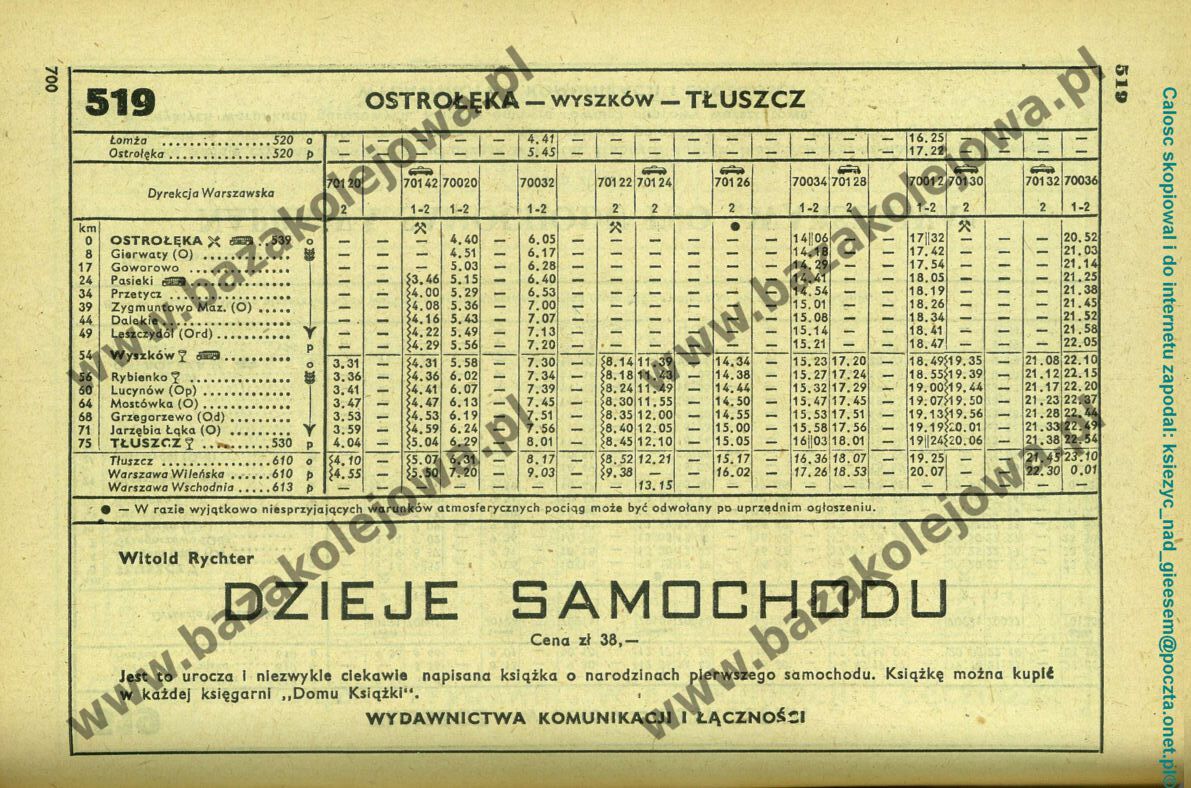 700
519
519
OSTROŁĘKA — WYSZKÓW — TŁUSZCZ
Łomża ................520 o — — — — — 4.41 — — — — — — — — 16.25 — — — —
Ostrołęka .............520 p — — — — — 5.45 — — — — — — — — — — — —
Dyrekcja Warszawska 70120 70142 70020 70032 70122 70124 70126 70034 70128 70012 70130 70132 70036
2 1-2 1-2 1-2 2 2 2 1-2 2 1-2 2 2 1-2
km
0 OSTROŁĘKA ..539 o — — — 4.40 — 6.05 — — — — — 14||06 — — 17||32 — — — 20.52
8 Gierwaty (O) — — — 4.51 — 6.17 — — — — — 14.18 — — 17.42 — — — 21.03
17 Goworowo — — — 5.03 — 6.28 — — — — — 14.29 — — 17.54 — — — 21.14
24 Pasieki — — 3.46 5.15 — 6.40 — — — — — 14.41 — — 18.05 — — — 21.25
34 Przetycz — — 4.00 5.29 — 6.53 — — — — — 14.54 — — 18.19 — — — 21.38
39 Zygmuntowo Maz. (O) — — 4.08 5.36 — 7.00 — — — — — 15.01 — — 18.26 — — — 21.45
44 Dalekie — — 4.16 5.43 — 7.07 — — — — — 15.08 — — 18.34 — — — 21.52
49 Leszczydół (Ord) — — 4.22 5.49 — 7.13 — — — — — 15.14 — — 18.41 — — — 21.58
p — — 4.29 5.56 — 7.20 — — — — — 15.21 — — 18.47 — — — 22.05
54 Wyszków
o 3.31 — 4.31 5.58 — 7.30 — 8.14 11.39 — 14.34 — 15.23 17.20 — 18.49 19.35 — 21.08 22.10
56 Rybienko 3.36 — 4.36 6.02 — 7.34 — 8.18 11.43 — 14.38 — 15.27 17.24 — 18.55 19.39 — 21.12 22.15
60 Lucynów (Op) 3.41 — 4.41 6.07 — 7.39 — 8.24 11.49 — 14.44 — 15.32 17.29 — 19.00 19.44 — 21.17 22.20
64 Mostówka (O) 3.47 — 4.47 6.13 — 7.45 — 8.30 11.55 — 14.50 — 15.47 17.45 — 19.07 19.50 — 21.23 22.37
68 Grzegorzewo (Od) 3.53 — 4.53 6.19 — 7.51 — 8.35 12.00 — 14.55 — 15.53 17.51 — 19.13 19.56 — 21.28 22.44
71 Jarzębia Łąka (O) 3.59 — 4.59 6.24 — 7.56 — 8.40 12.05 — 15.00 — 15.58 17.56 — 19.19 20.01 — 21.33 22.49
75 TŁUSZCZ ..........530 p 4.04 — 5.04 6.29 — 8.01 — 8.45 12.10 — 15.05 — 16||03 18.01 — 19||24 20.06 — 21.38 22.54
Tłuszcz ................610 o 4.10 — 5.07 6.31 — 8.17 — 8.52 12.21 — 15.17 — 16.36 18.07 — 19.25 — — 21.45 23.10
Warszawa Wileńska ......610 p 4.55 — 5.50 7.20 — 9.03 — 9.38 — 16.02 — 17.26 18.53 — 20.07 — — 22.30 0.01
Warszawa Wschodnia .....613 p — — — — — — — — 13.15 — — — — — — — — — — —
● — W razie wyjątkowo niesprzyjających warunków atmosferycznych pociąg może być odwołany po uprzednim ogłoszeniu.
Witold Rychter
DZIEJE SAMOCHODU
Cena zł 38,—
Jest to urocza i niezwykle ciekawie napisana książka o narodzinach pierwszego samochodu. Książkę można kupić
w każdej księgarni „Domu Książki“.
WYDAWNICTWA KOMUNIKACJI I ŁĄCZNOŚCI
www.bazakolejowa.pl
www.bazakolejowa.pl
www.bazakolejowa.pl
www.bazakolejowa.pl
Calosc skopiowal i do internetu zapodal: ksiezyc_nad_gieesem@poczta.onet.pl